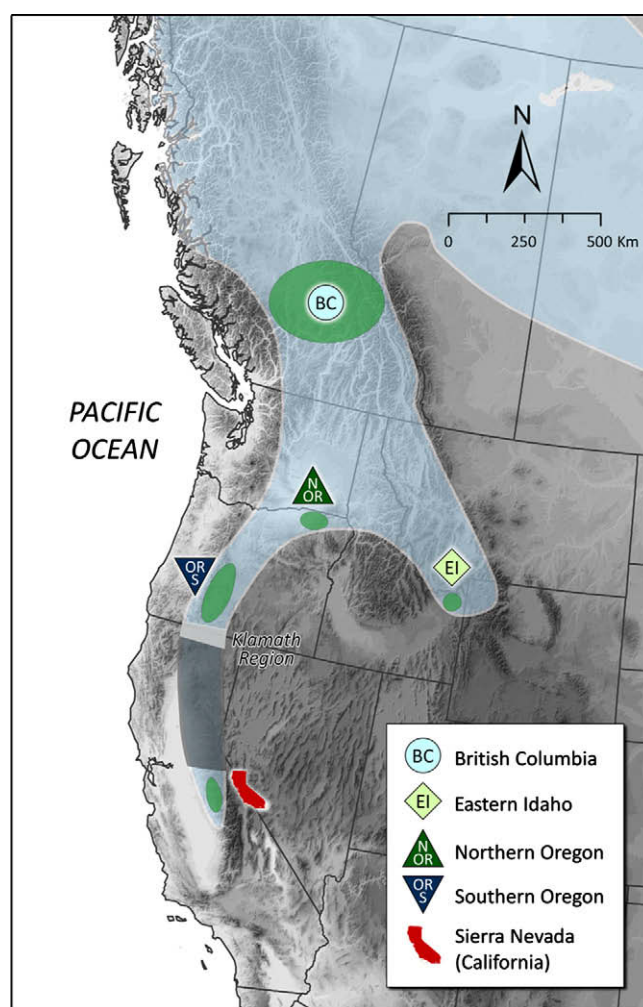 N
0 250 500 Km
BC
PACIFIC
OCEAN
N
OR
EI
OR
S
Klamath
Region
BC British Columbia
EI Eastern Idaho
N
OR
Northern Oregon
OR
S
Southern Oregon
Sierra Nevada
(California)